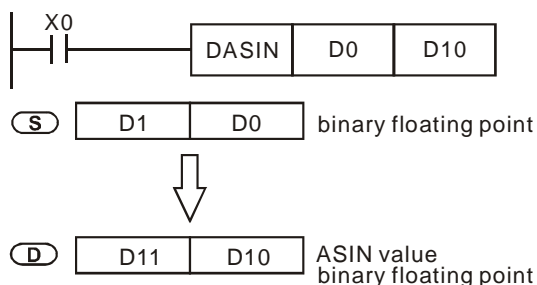 X0
DASIN D0 D10
S D1 D0 binary floating point
D D11 D10 ASIN value
binary floating point